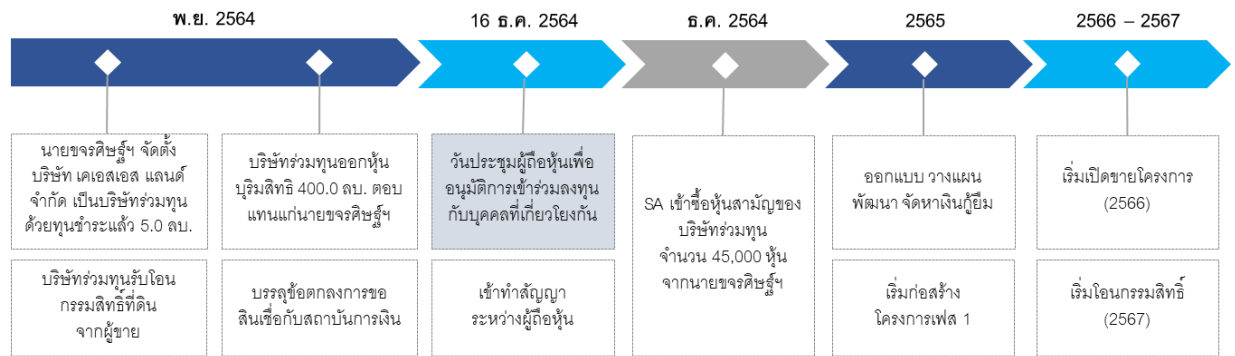 พ.ย. 2564
16 ธ.ค. 2564
ธ.ค. 2564
2565
2566 – 2567
นายขจรศิษฐ์ฯ จัดตั้ง
บริษัท เคเอสเอส แลนด์
จำกัด เป็นบริษัทร่วมทุน
ด้วยทุนชำระแล้ว 5.0 ลบ.
บริษัทร่วมทุนรับโอน
กรรมสิทธิ์ที่ดิน
จากผู้ขาย
บริษัทร่วมทุนออกหุ้น
บุริมสิทธิ 400.0 ลบ. ตอบ
แทนแก่นายขจรศิษฐ์ฯ
บรรลุข้อตกลงการขอ
สินเชื่อกับสถาบันการเงิน
วันประชุมผู้ถือหุ้นเพื่อ
อนุมัติการเข้าร่วมลงทุน
กับบุคคลที่เกี่ยวโยงกัน
เข้าทำสัญญา
ระหว่างผู้ถือหุ้น
SA เข้าซื้อหุ้นสามัญของ
บริษัทร่วมทุน
จำนวน 45,000 หุ้น
จากนายขจรศิษฐ์ฯ
ออกแบบ วางแผน
พัฒนา จัดหาเงินกู้ยืม
เริ่มก่อสร้าง
โครงการเฟส 1
เริ่มเปิดขายโครงการ
(2566)
เริ่มโอนกรรมสิทธิ์
(2567)